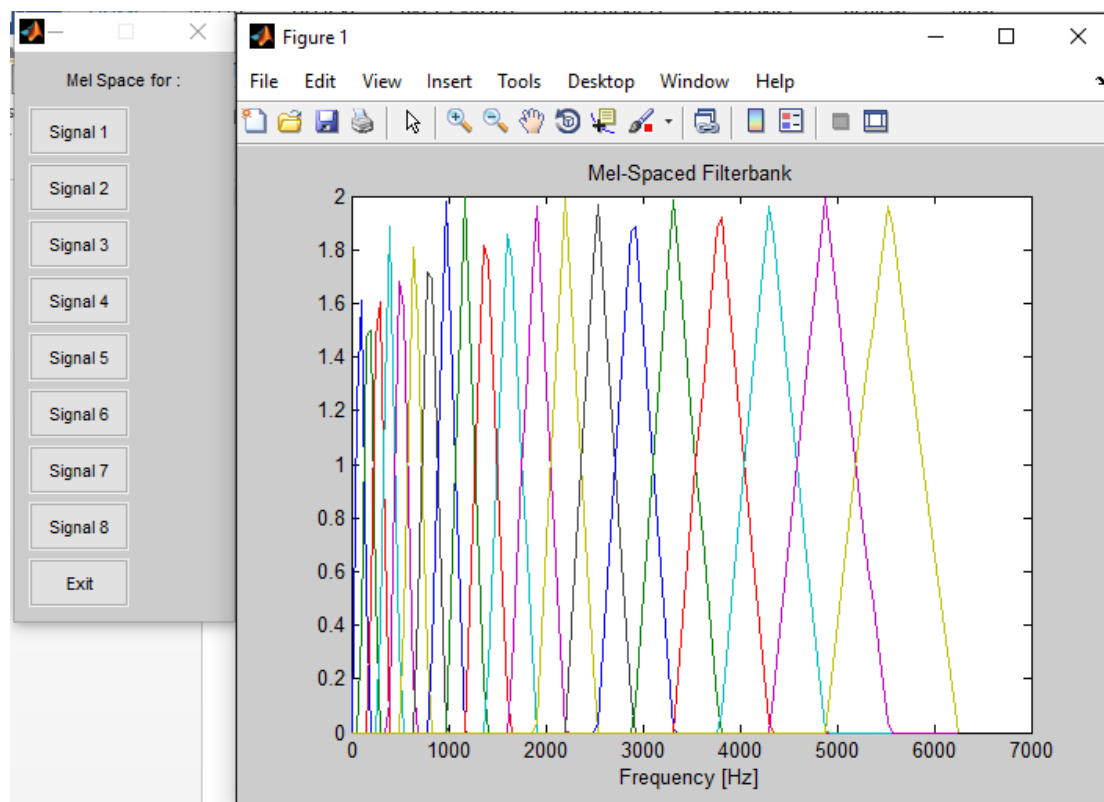 Mel Space for :
Signal 1
Signal 2
Signal 3
Signal 4
Signal 5
Signal 6
Signal 7
Signal 8
Exit
Figure 1
File Edit View Insert Tools Desktop Window Help
Mel-Spaced Filterbank
2
1.8
1.6
1.4
1.2
1
0.8
0.6
0.4
0.2
0
0 1000 2000 3000 4000 5000 6000 7000
Frequency [Hz]